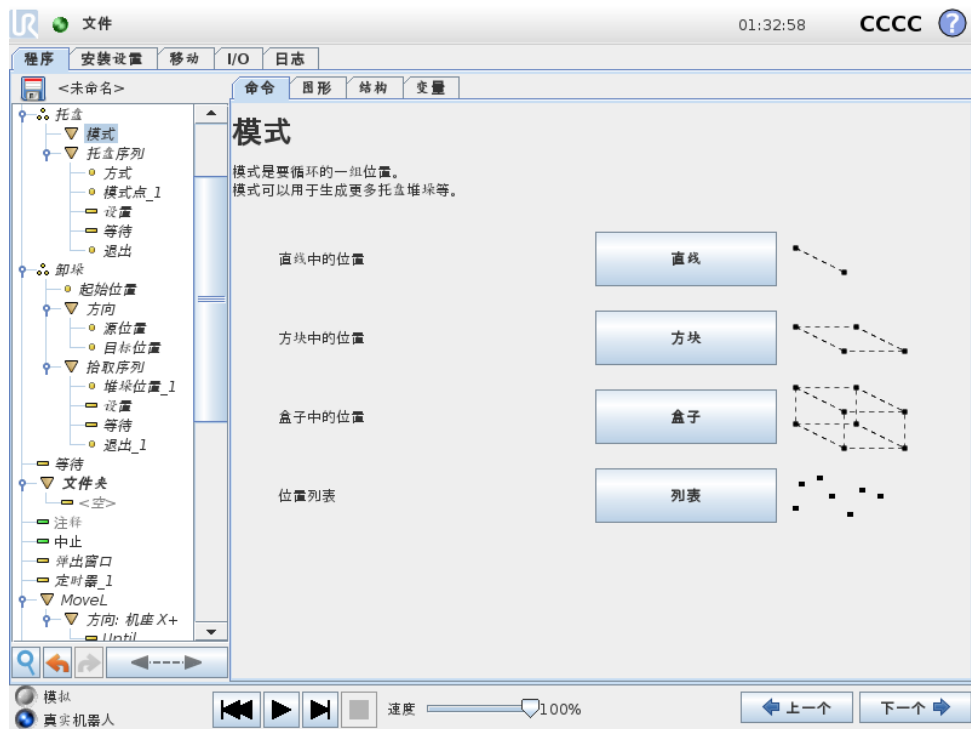 UR 文件 01:32:58 CCCC ?
程序 安装设置 移动 I/O 日志
<未命名>
命令 图形 结构 变量
托盘
模式
托盘序列
方式
模式点_1
设置
等待
退出
卸垛
起始位置
方向
源位置
目标位置
拾取序列
堆垛位置_1
设置
等待
退出_1
等待
文件夹
<空>
注释
中止
弹出窗口
定时器_1
MoveL
方向: 机座 X+
Until
模式
模式是要循环的一组位置。
模式可以用于生成更多托盘堆垛等。
直线中的位置 直线
方块中的位置 方块
盒子中的位置 盒子
位置列表 列表
模拟
真实机器人
速度 100%
上一个 下一个